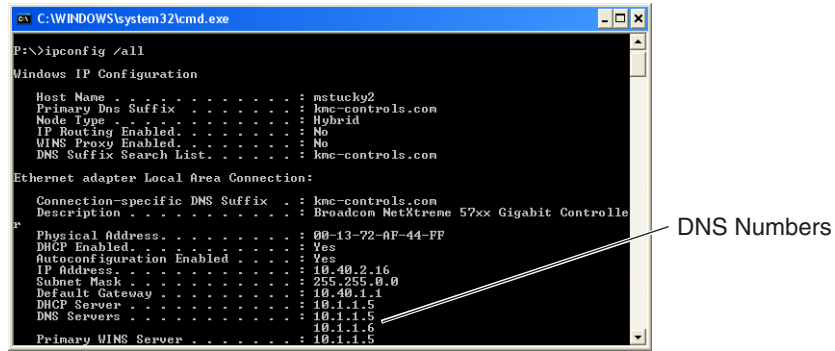 C:\WINDOWS\system32\cmd.exe
P:\>ipconfig /all
Windows IP Configuration
Host Name . . . . . . . . . . . . : mstucky2
Primary Dns Suffix . . . . . . . : kmc-controls.com
Node Type . . . . . . . . . . . . : Hybrid
IP Routing Enabled. . . . . . . . : No
WINS Proxy Enabled. . . . . . . . : No
DNS Suffix Search List. . . . . . : kmc-controls.com
Ethernet adapter Local Area Connection:
Connection-specific DNS Suffix . : kmc-controls.com
Description . . . . . . . . . . . : Broadcom NetXtreme 57xx Gigabit Controlle
r
Physical Address. . . . . . . . . : 00-13-72-AF-44-FF
DHCP Enabled. . . . . . . . . . . : Yes
Autoconfiguration Enabled . . . . : Yes
IP Address. . . . . . . . . . . . : 10.40.2.16
Subnet Mask . . . . . . . . . . . : 255.255.0.0
Default Gateway . . . . . . . . . : 10.40.1.1
DHCP Server . . . . . . . . . . . : 10.1.1.5
DNS Servers . . . . . . . . . . . : 10.1.1.5
10.1.1.6
Primary WINS Server . . . . . . . : 10.1.1.5
DNS Numbers